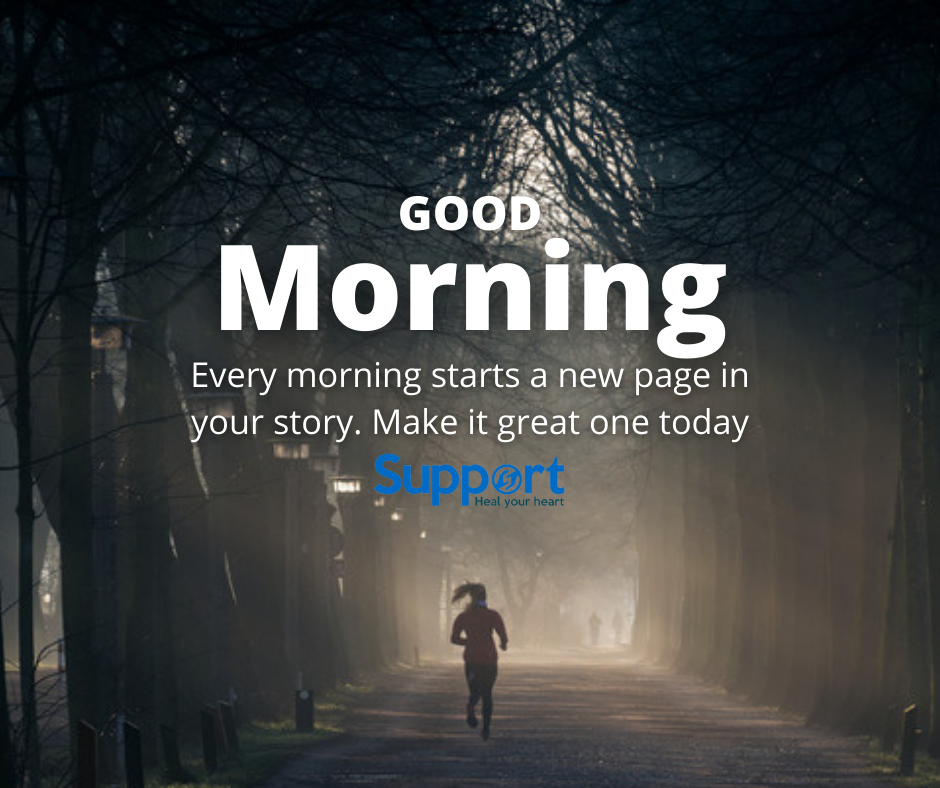 GOOD
Morning
Every morning starts a new page in
your story. Make it great one today
Support
Heal your heart